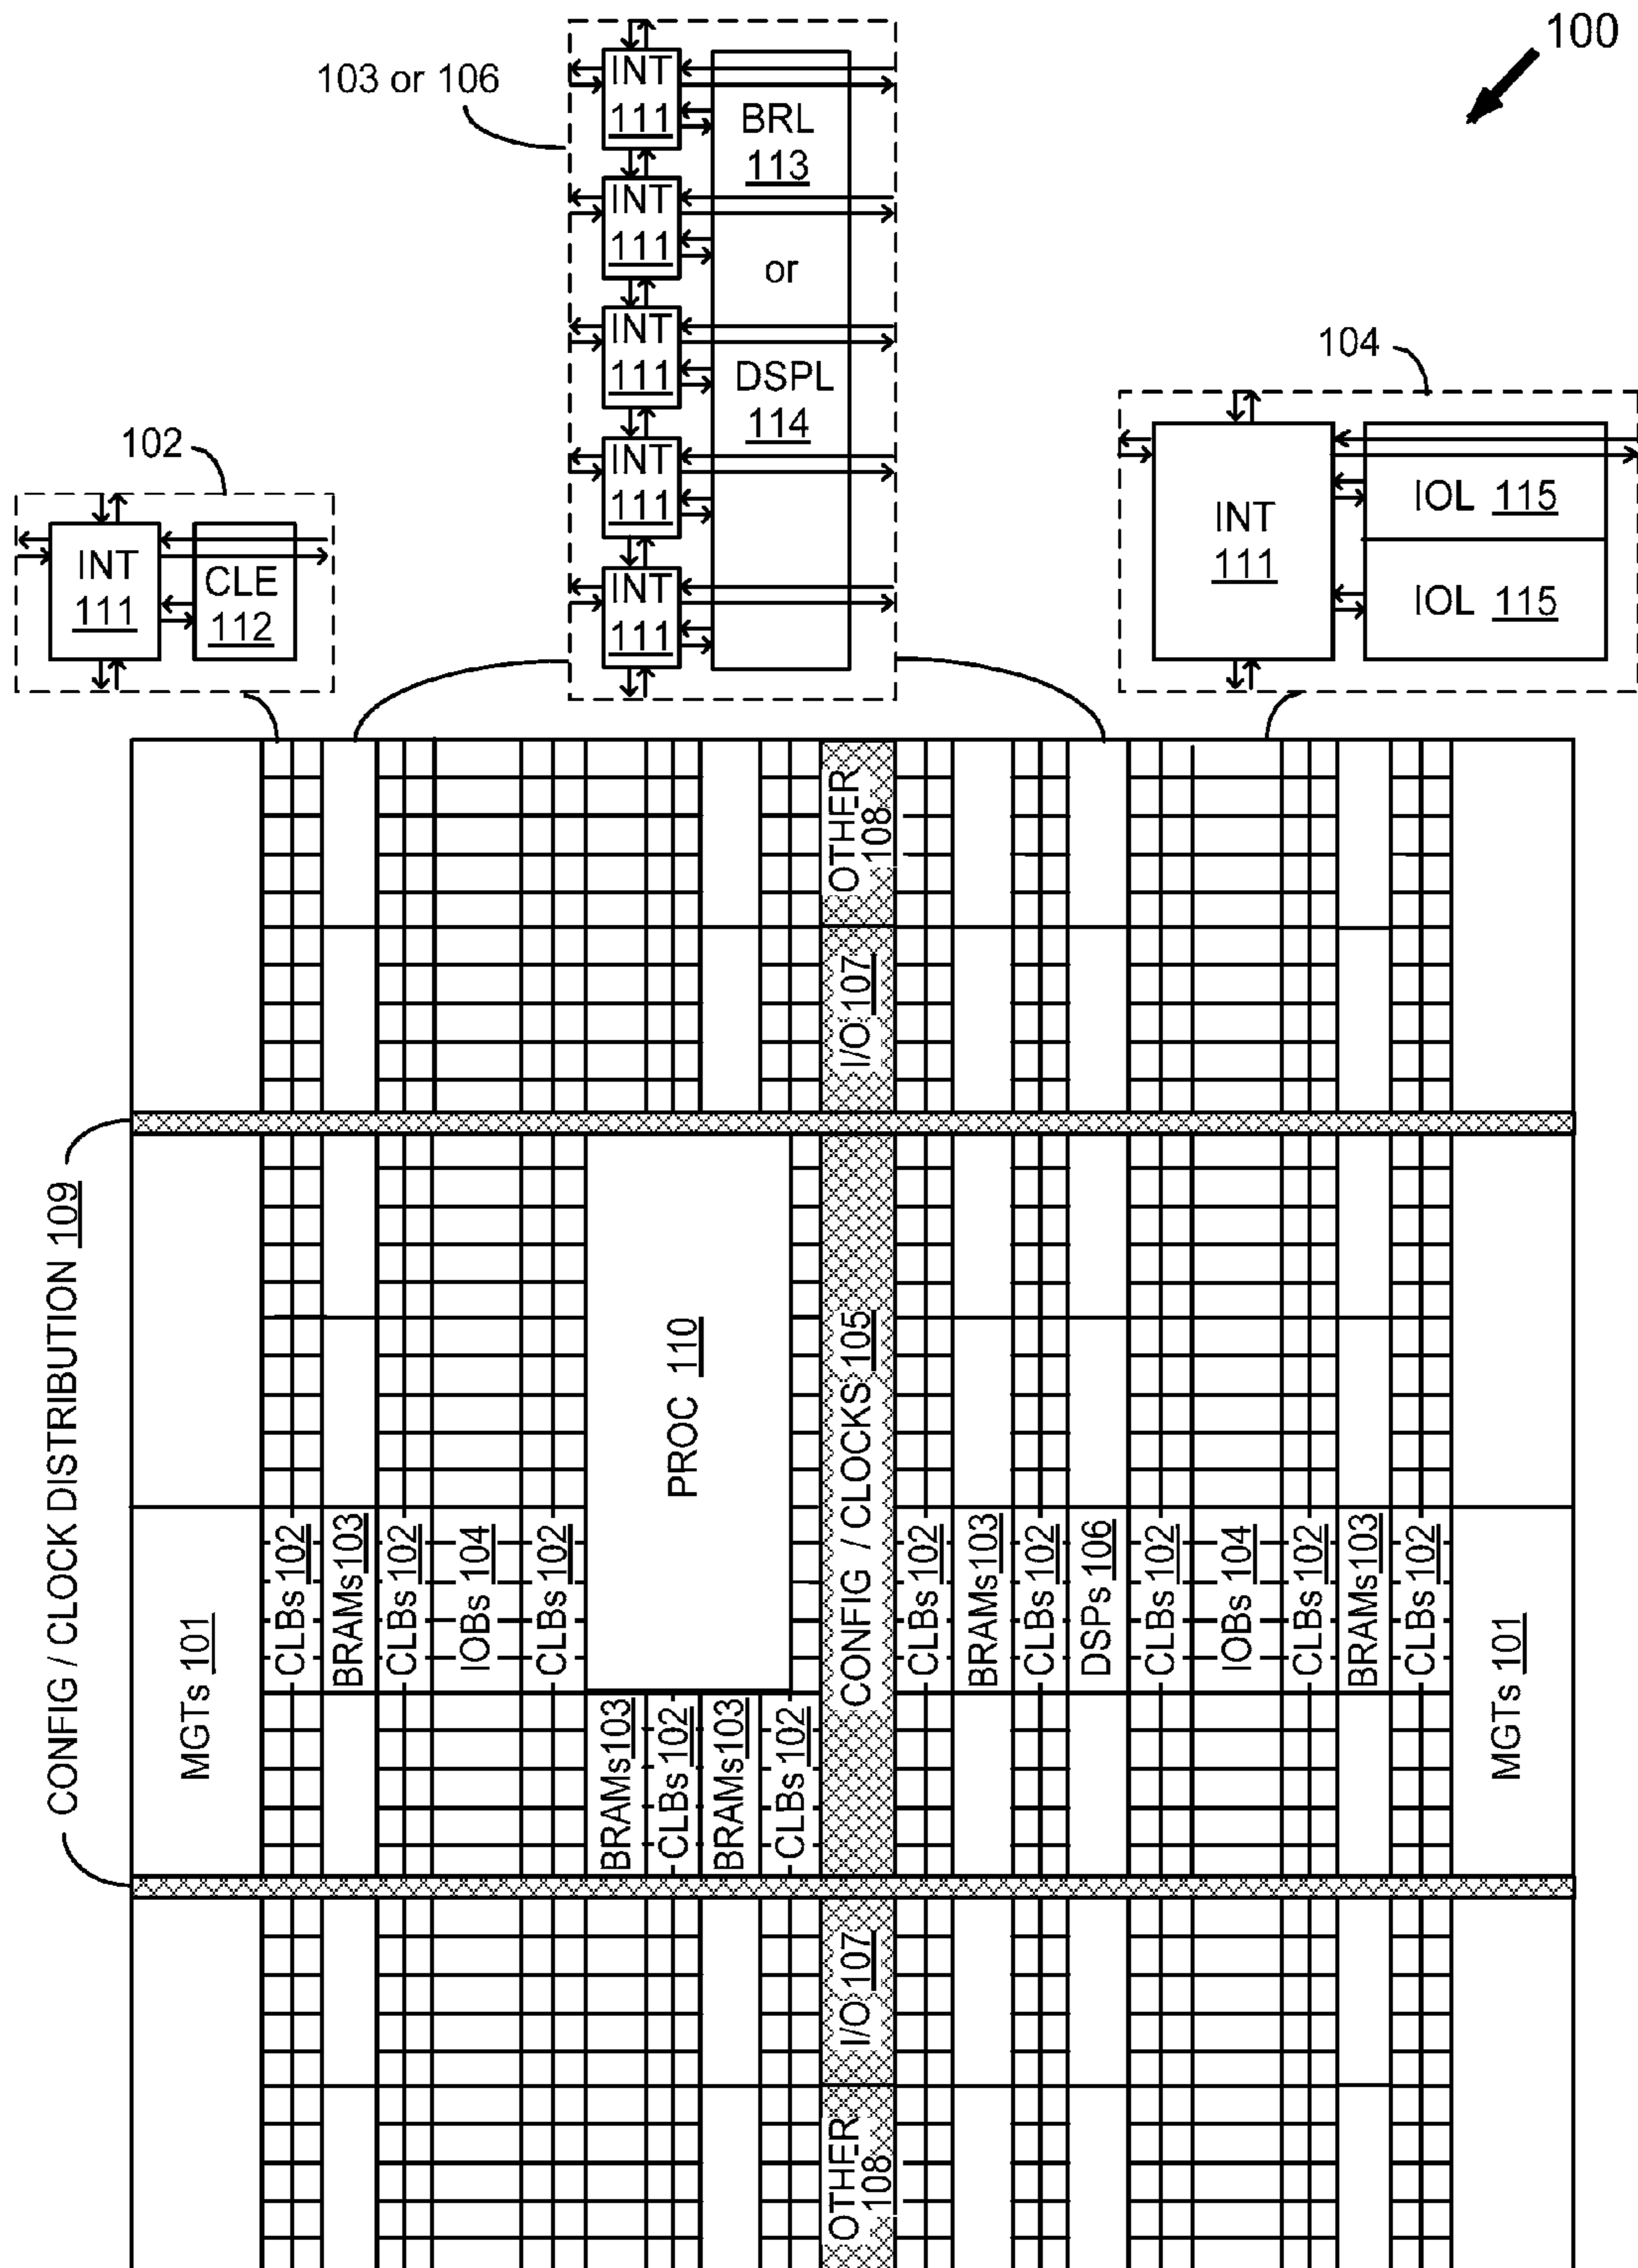 100
103 or 106
INT
111
INT
111
INT
111
INT
111
INT
111
BRL
113
or
DSPL
114
104
INT
111
IOL 115
IOL 115
102
INT
111
CLE
112
OTHER
108
I/O 107
CONFIG / CLOCK DISTRIBUTION 109
PROC 110
CONFIG / CLOCKS 105
MGTs 101
CLBs 102
BRAMs 103
CLBs 102
IOBs 104
CLBs 102
BRAMs 103
CLBs 102
BRAMs 103
CLBs 102
CLBs 102
BRAMs 103
CLBs 102
DSPs 106
CLBs 102
IOBs 104
CLBs 102
BRAMs 103
CLBs 102
MGTs 101
I/O 107
OTHER
108